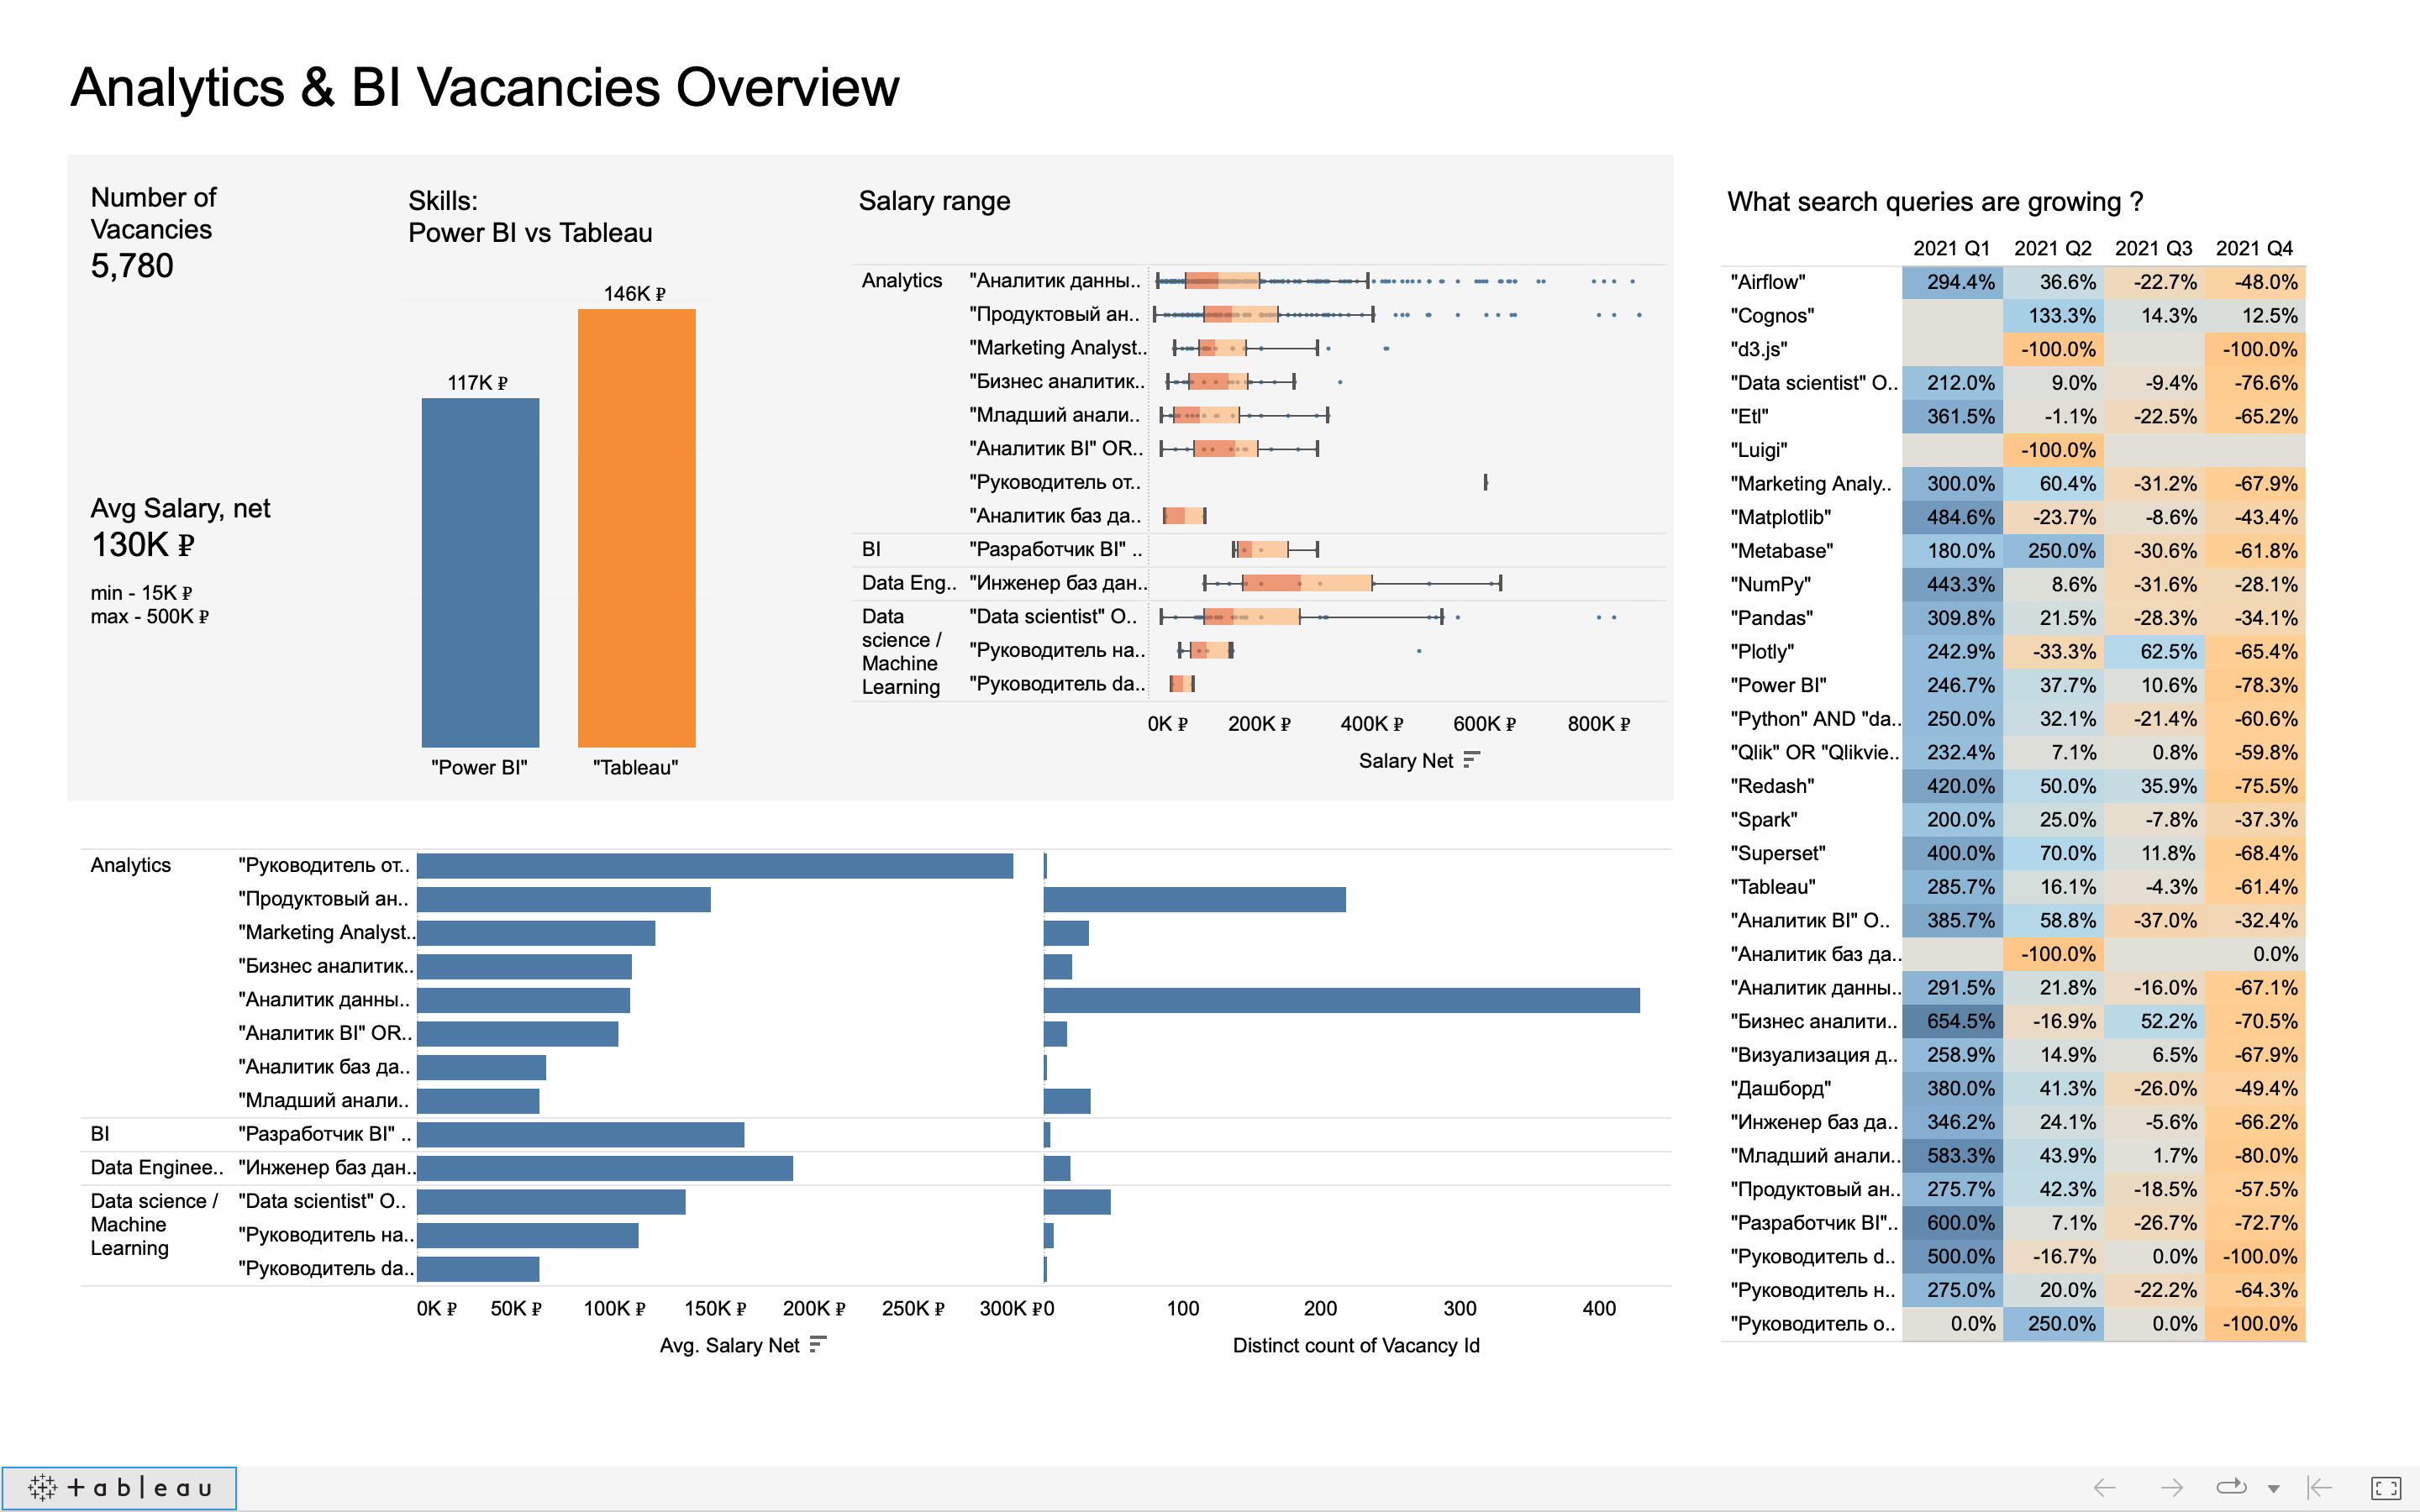 Analytics & BI Vacancies Overview
Number of
Vacancies
5,780
Avg Salary, net
130K ₽
min - 15K ₽
max - 500K ₽
Skills:
Power BI vs Tableau
117K ₽
146K ₽
"Power BI" "Tableau"
Salary range
Analytics "Аналитик данны..
"Продуктовый ан..
"Marketing Analyst..
"Бизнес аналитик..
"Младший анали..
"Аналитик BI" OR..
"Руководитель от..
"Аналитик баз да..
BI "Разработчик BI" ..
Data Eng.. "Инженер баз дан..
Data science / Machine Learning "Data scientist" O..
"Руководитель на..
"Руководитель da..
0K ₽ 200K ₽ 400K ₽ 600K ₽ 800K ₽
Salary Net
Analytics "Руководитель от..
"Продуктовый ан..
"Marketing Analyst..
"Бизнес аналитик..
"Аналитик данны..
"Аналитик BI" OR..
"Аналитик баз да..
"Младший анали..
BI "Разработчик BI" ..
Data Enginee.. "Инженер баз дан..
Data science / Machine Learning "Data scientist" O..
"Руководитель на..
"Руководитель da..
0K ₽ 50K ₽ 100K ₽ 150K ₽ 200K ₽ 250K ₽ 300K ₽ 0 100 200 300 400
Avg. Salary Net Distinct count of Vacancy Id
What search queries are growing ?
2021 Q1 2021 Q2 2021 Q3 2021 Q4
"Airflow" 294.4% 36.6% -22.7% -48.0%
"Cognos" 133.3% 14.3% 12.5%
"d3.js" -100.0% -100.0%
"Data scientist" O.. 212.0% 9.0% -9.4% -76.6%
"Etl" 361.5% -1.1% -22.5% -65.2%
"Luigi" -100.0%
"Marketing Analy.. 300.0% 60.4% -31.2% -67.9%
"Matplotlib" 484.6% -23.7% -8.6% -43.4%
"Metabase" 180.0% 250.0% -30.6% -61.8%
"NumPy" 443.3% 8.6% -31.6% -28.1%
"Pandas" 309.8% 21.5% -28.3% -34.1%
"Plotly" 242.9% -33.3% 62.5% -65.4%
"Power BI" 246.7% 37.7% 10.6% -78.3%
"Python" AND "da.. 250.0% 32.1% -21.4% -60.6%
"Qlik" OR "Qlikvie.. 232.4% 7.1% 0.8% -59.8%
"Redash" 420.0% 50.0% 35.9% -75.5%
"Spark" 200.0% 25.0% -7.8% -37.3%
"Superset" 400.0% 70.0% 11.8% -68.4%
"Tableau" 285.7% 16.1% -4.3% -61.4%
"Аналитик BI" O.. 385.7% 58.8% -37.0% -32.4%
"Аналитик баз да.. -100.0% 0.0%
"Аналитик данны.. 291.5% 21.8% -16.0% -67.1%
"Бизнес аналити.. 654.5% -16.9% 52.2% -70.5%
"Визуализация д.. 258.9% 14.9% 6.5% -67.9%
"Дашборд" 380.0% 41.3% -26.0% -49.4%
"Инженер баз да.. 346.2% 24.1% -5.6% -66.2%
"Младший анали.. 583.3% 43.9% 1.7% -80.0%
"Продуктовый ан.. 275.7% 42.3% -18.5% -57.5%
"Разработчик BI".. 600.0% 7.1% -26.7% -72.7%
"Руководитель d.. 500.0% -16.7% 0.0% -100.0%
"Руководитель н.. 275.0% 20.0% -22.2% -64.3%
"Руководитель о.. 0.0% 250.0% 0.0% -100.0%
+ableau